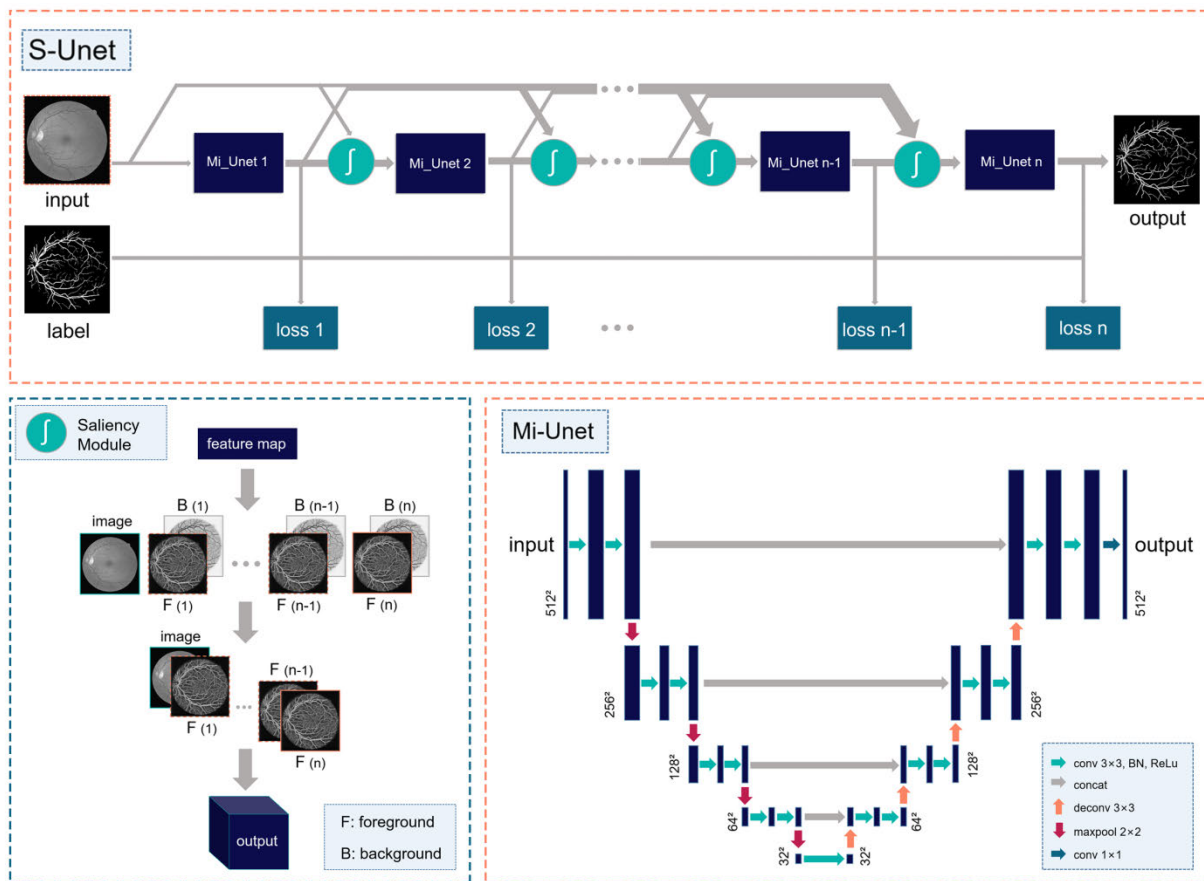 S-Unet
Mi_Unet 1
Mi_Unet 2
Mi_Unet n-1
Mi_Unet n
input
output
label
loss 1
loss 2
loss n-1
loss n
∫
Saliency
Module
feature map
B (1)
B (n-1)
B (n)
image
F (1)
F (n-1)
F (n)
image
F (n-1)
F (1)
F (n)
output
F: foreground
B: background
Mi-Unet
input
output
512²
512²
256²
256²
128²
128²
64²
64²
32²
32²
conv 3×3, BN, ReLu
concat
deconv 3×3
maxpool 2×2
conv 1×1